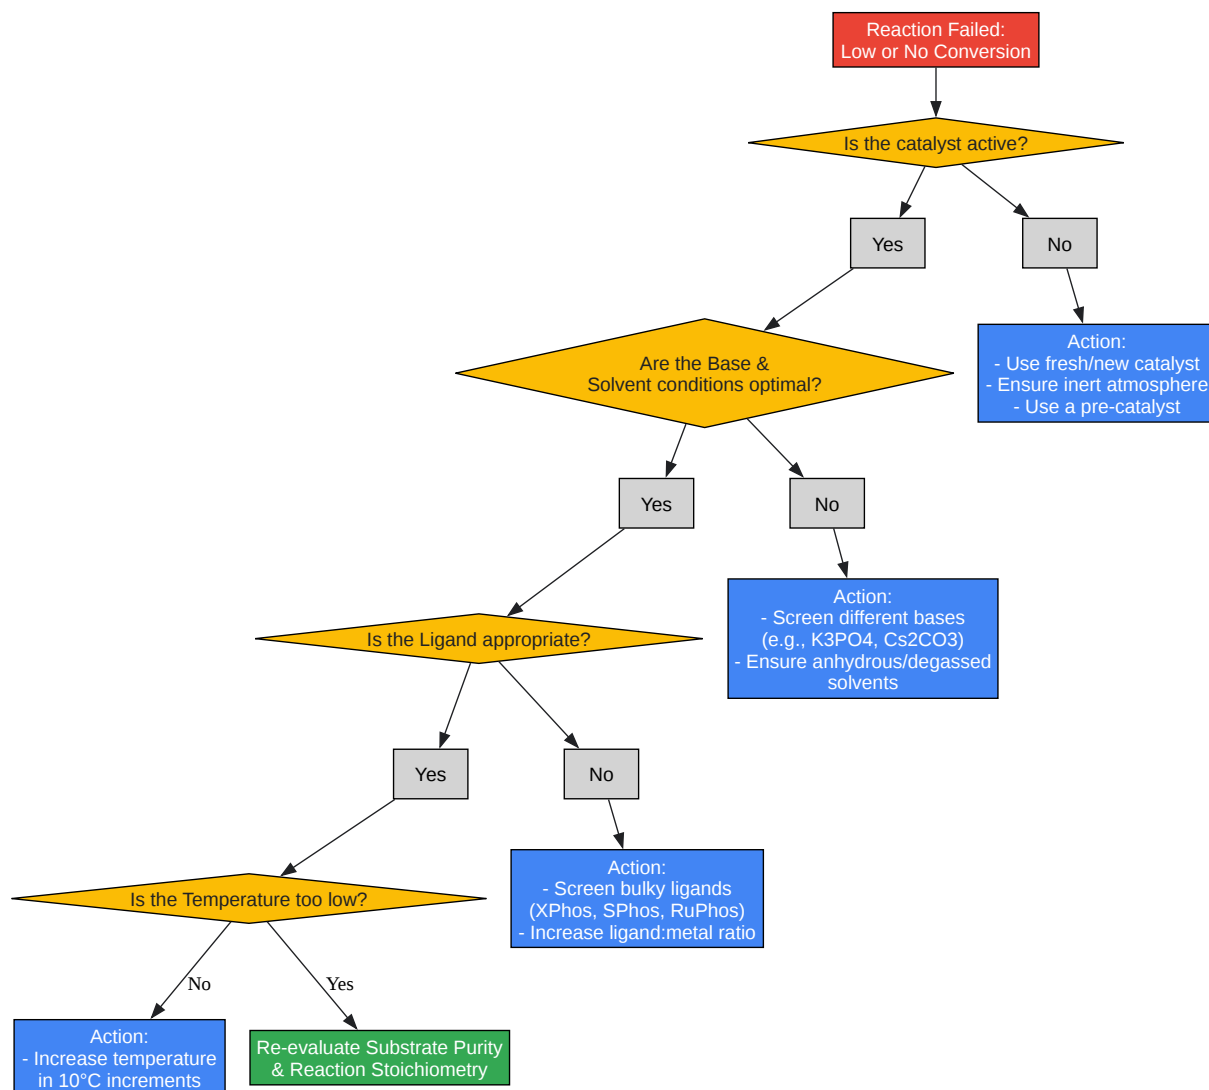 Reaction Failed:
Low or No Conversion
Is the catalyst active?
Yes
No
Action:
- Use fresh/new catalyst
- Ensure inert atmosphere
- Use a pre-catalyst
Are the Base &
Solvent conditions optimal?
Yes
No
Action:
- Screen different bases
(e.g., K3PO4, Cs2CO3)
- Ensure anhydrous/degassed
solvents
Is the Ligand appropriate?
Yes
No
Action:
- Screen bulky ligands
(XPhos, SPhos, RuPhos)
- Increase ligand:metal ratio
Is the Temperature too low?
No
Yes
Action:
- Increase temperature
in 10°C increments
Re-evaluate Substrate Purity
& Reaction Stoichiometry